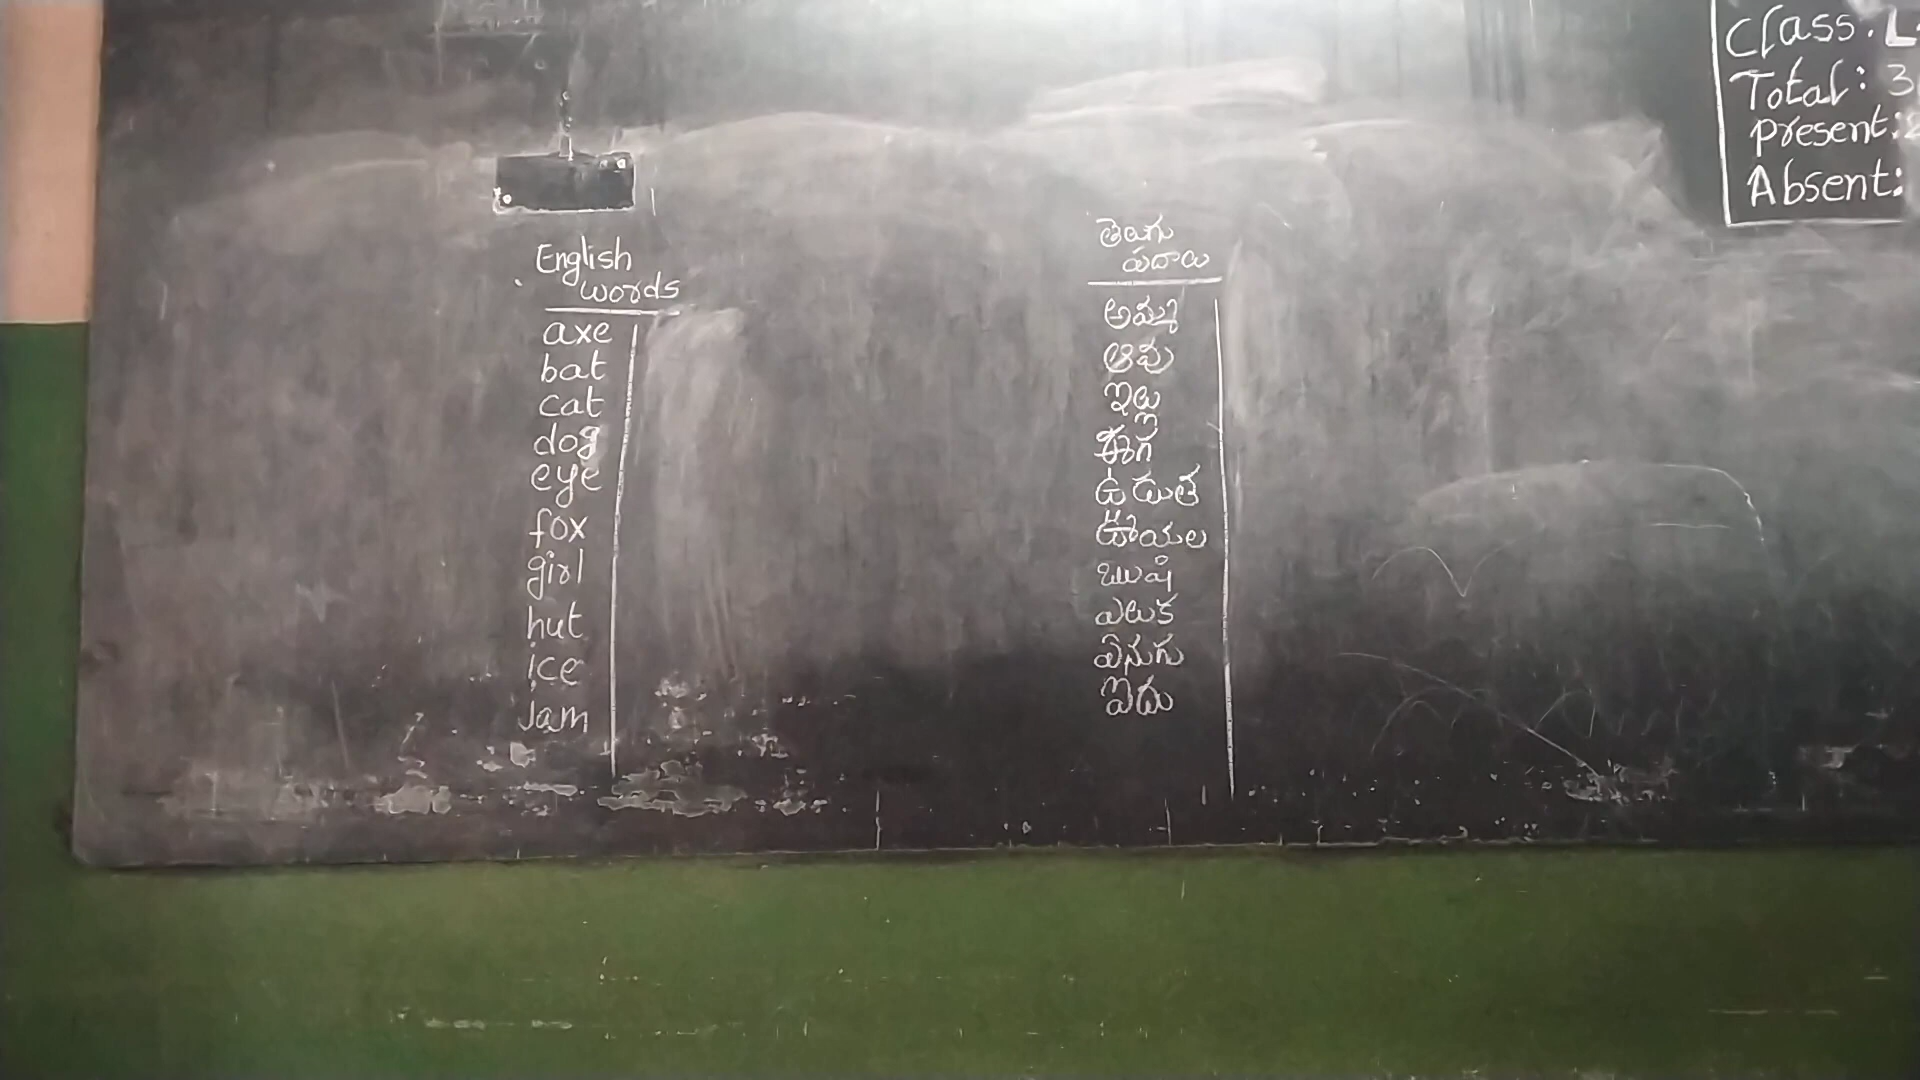 Class. L
Total: 3
Present: 2
Absent:
English
words
axe
bat
cat
dog
eye
fox
girl
hut
ice
Jam
తెలుగు
పదాలు
అమ్మ
ఆవు
ఇల్లు
ఈగ
ఉడుత
ఊయల
ఋషి
ఎలుక
ఏనుగు
ఐదు